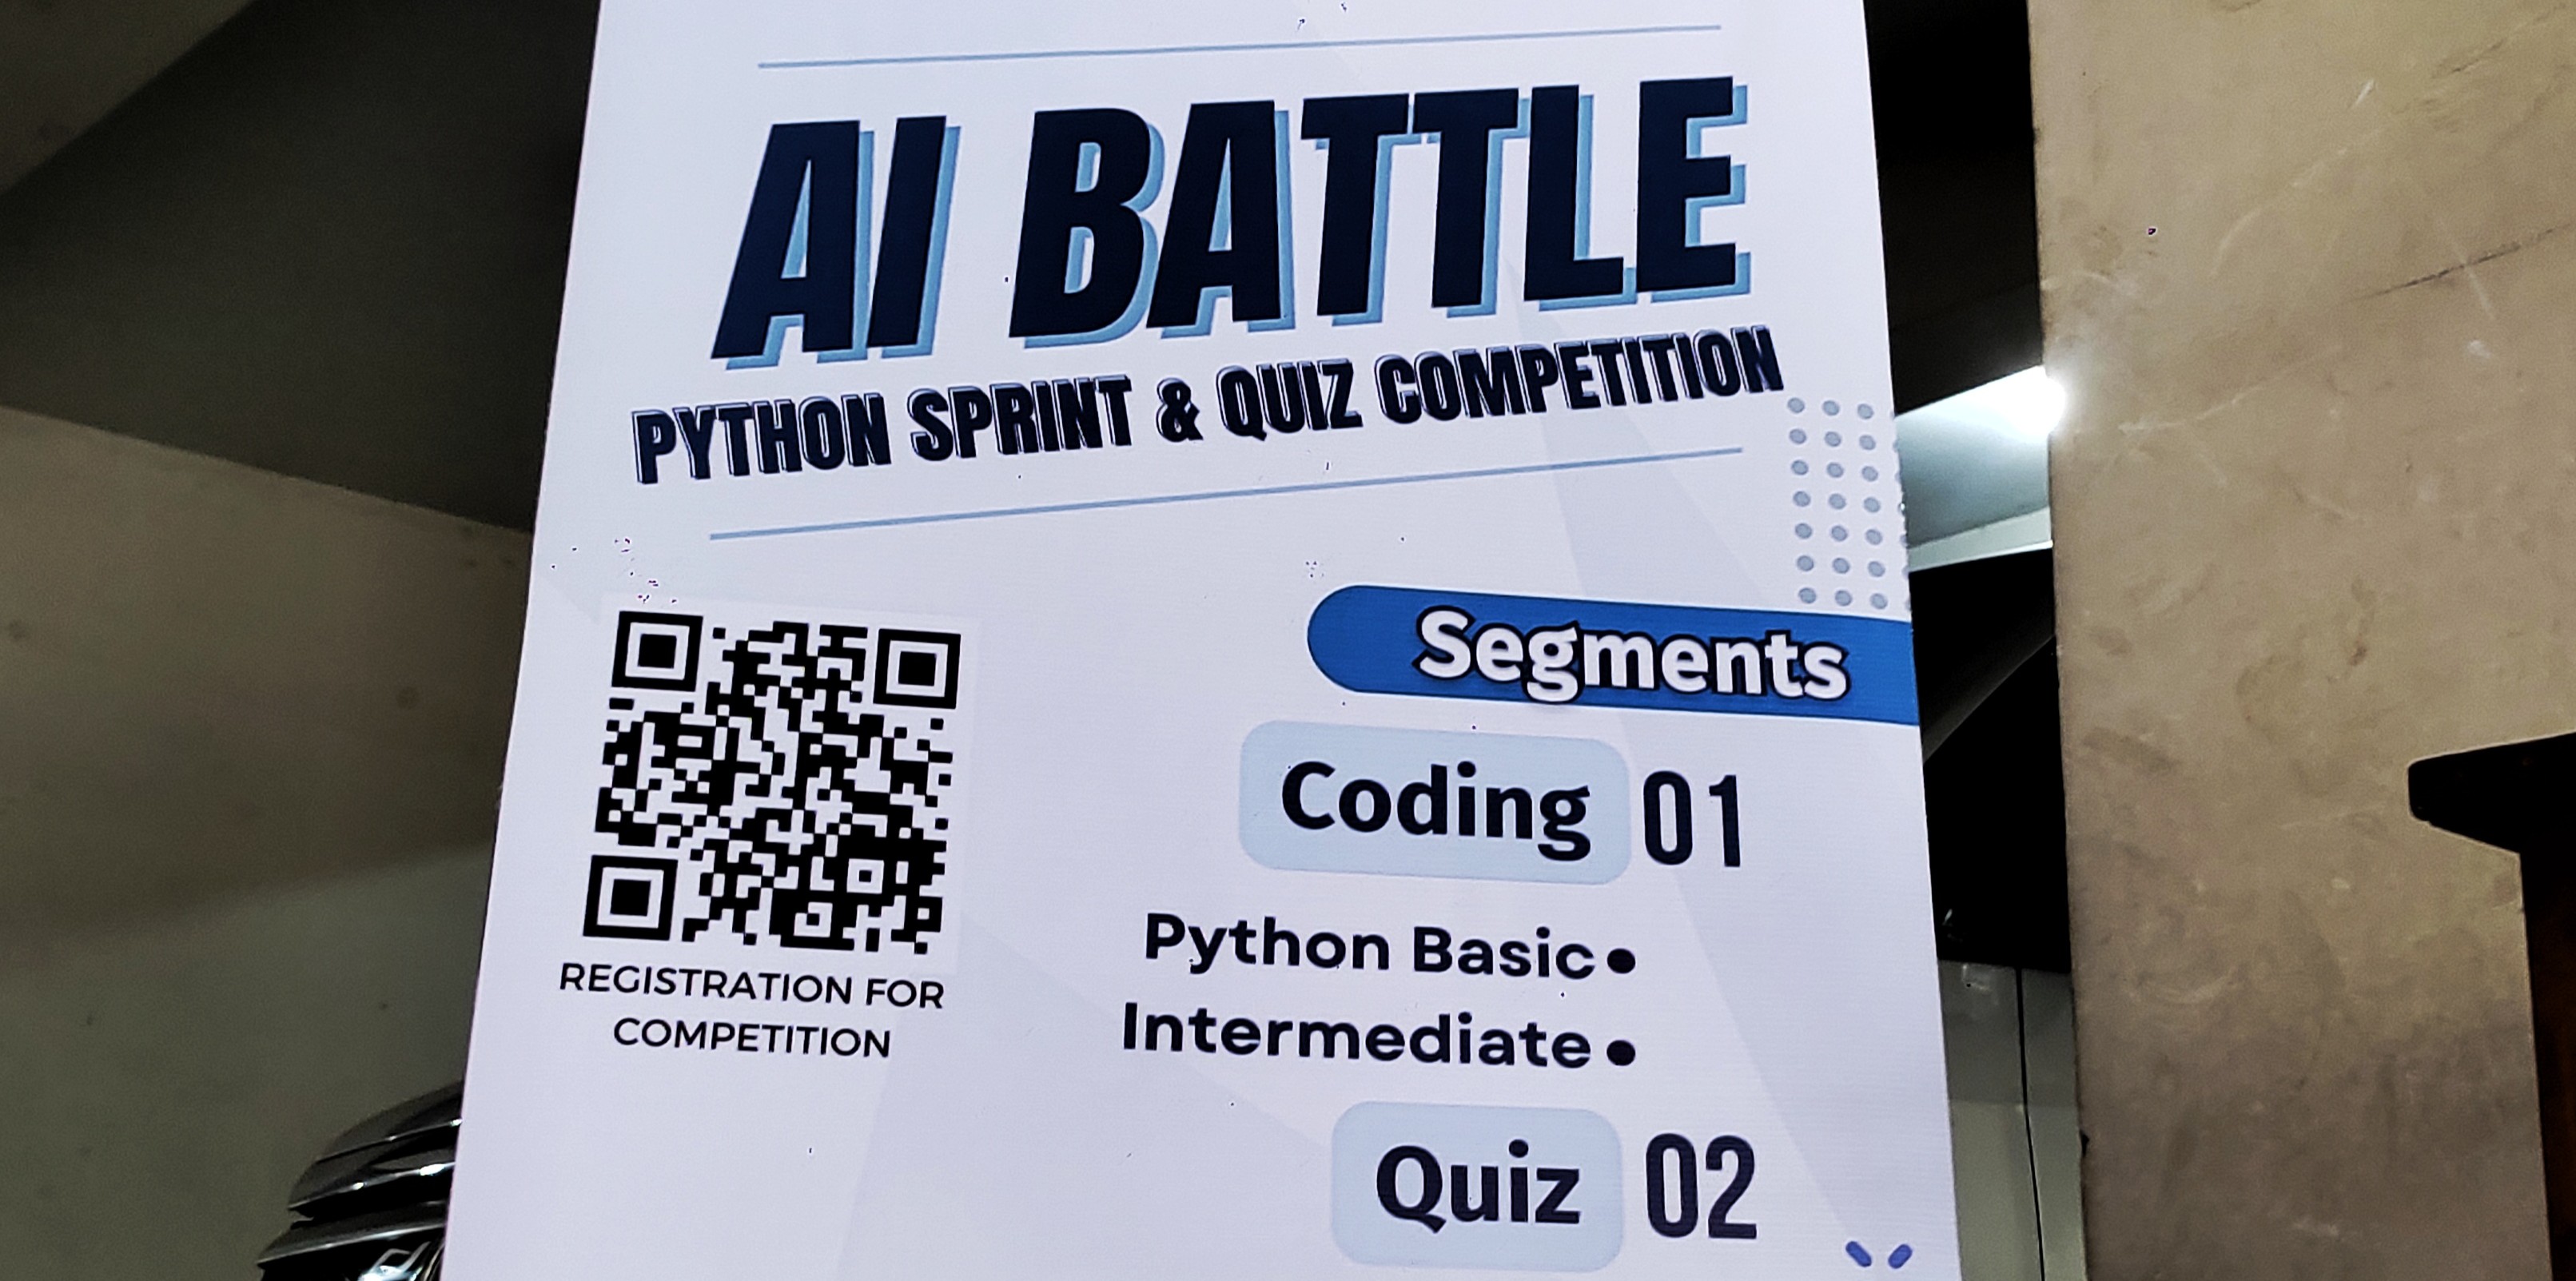 AI BATTLE
PYTHON SPRINT & QUIZ COMPETITION
Segments
Coding 01
Python Basic•
Intermediate•
Quiz 02
REGISTRATION FOR
COMPETITION